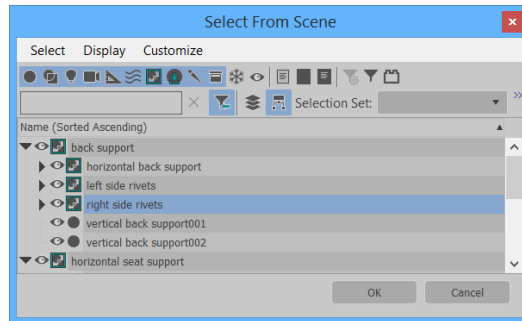 Select From Scene
Select Display Customize
Selection Set:
Name (Sorted Ascending)
back support
horizontal back support
left side rivets
right side rivets
vertical back support001
vertical back support002
horizontal seat support
OK Cancel